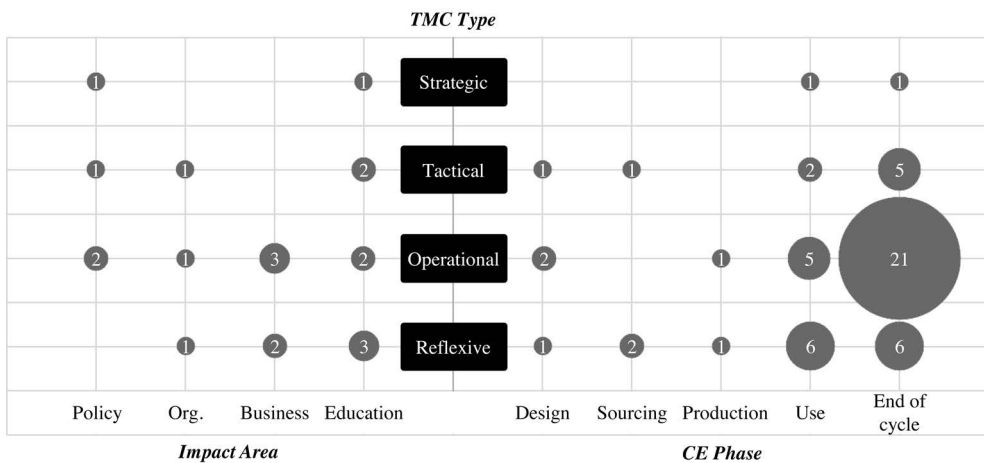 TMC Type
1 1 Strategic 1 1
1 1 2 Tactical 1 1 2 5
2 1 3 2 Operational 2 1 5 21
1 2 3 Reflexive 1 2 1 6 6
Policy Org. Business Education Design Sourcing Production Use End of
cycle
Impact Area CE Phase